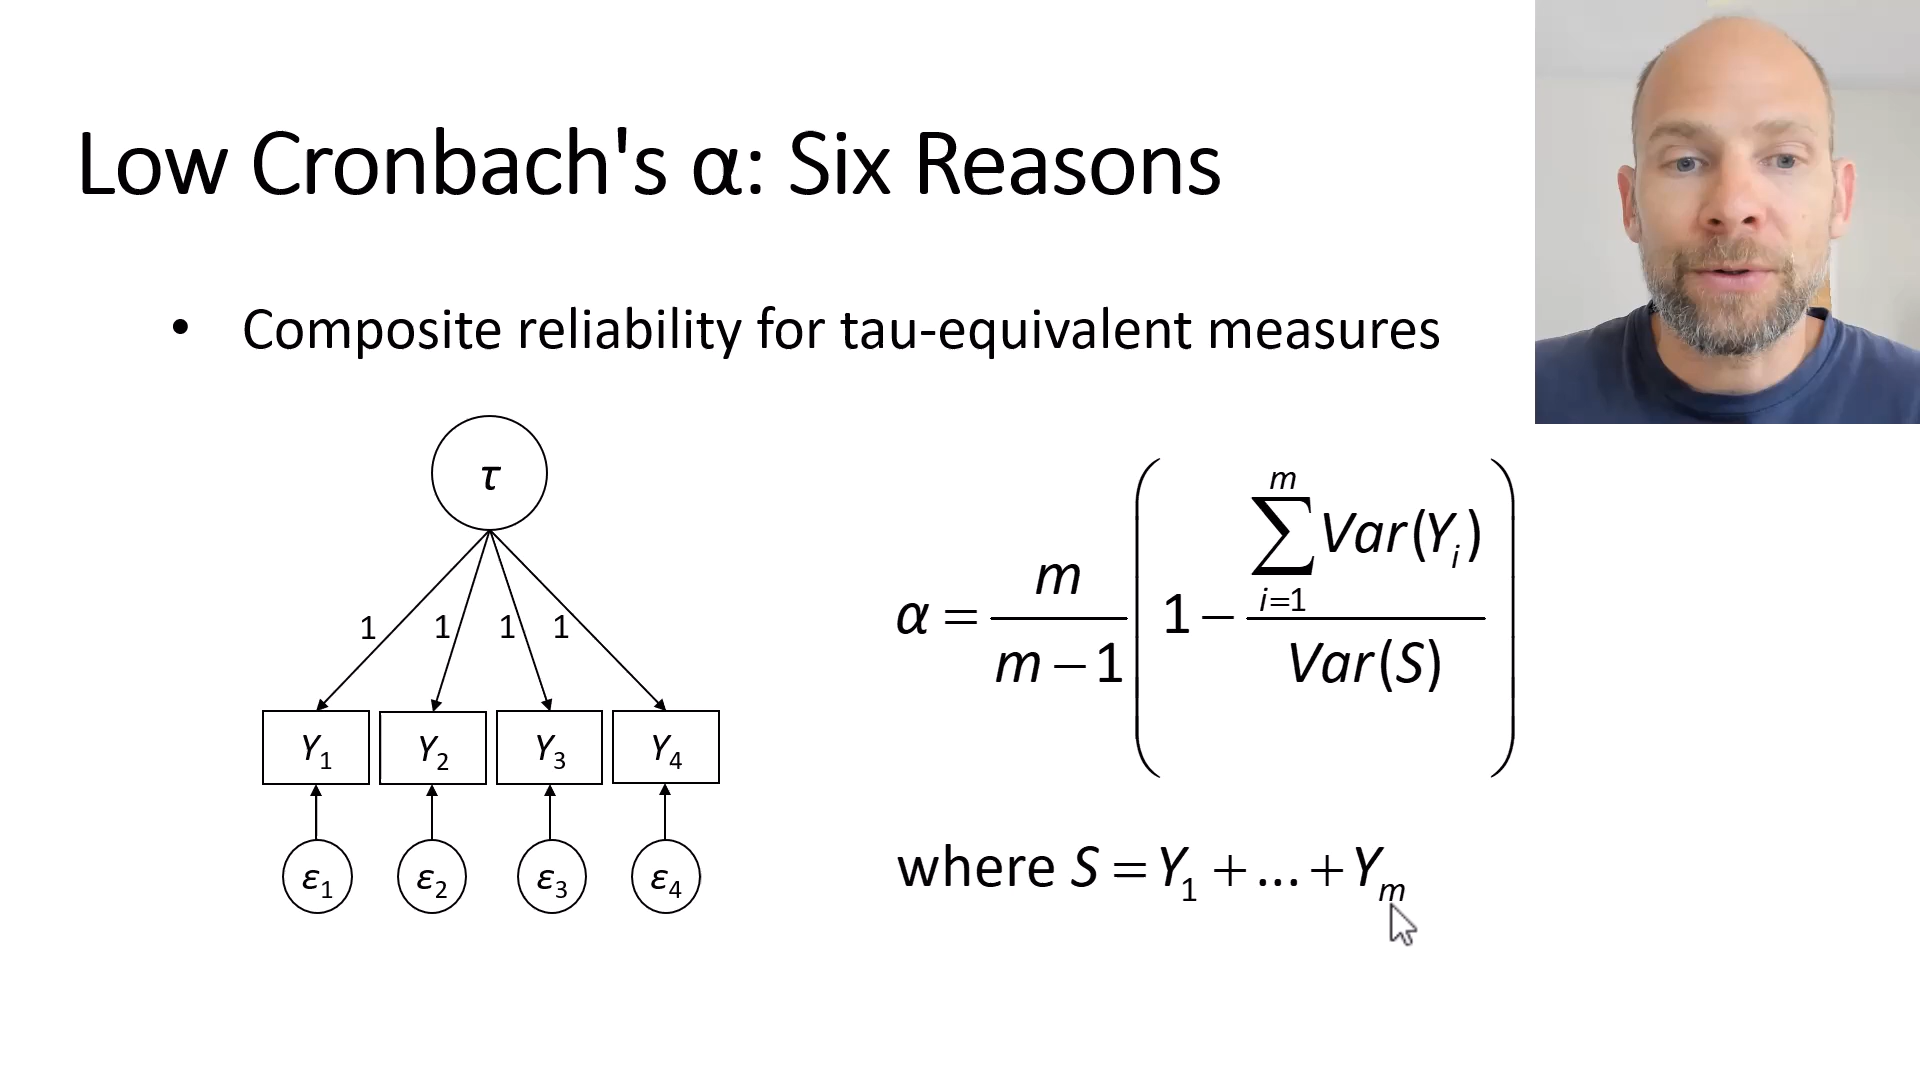 Low Cronbach's α: Six Reasons
• Composite reliability for tau-equivalent measures
τ
1 1 1 1
Y1 Y2 Y3 Y4
ε1 ε2 ε3 ε4
α = m/(m − 1) (1 − ∑_{i=1}^{m} Var(Y_i) / Var(S))
where S = Y1 + ... + Ym